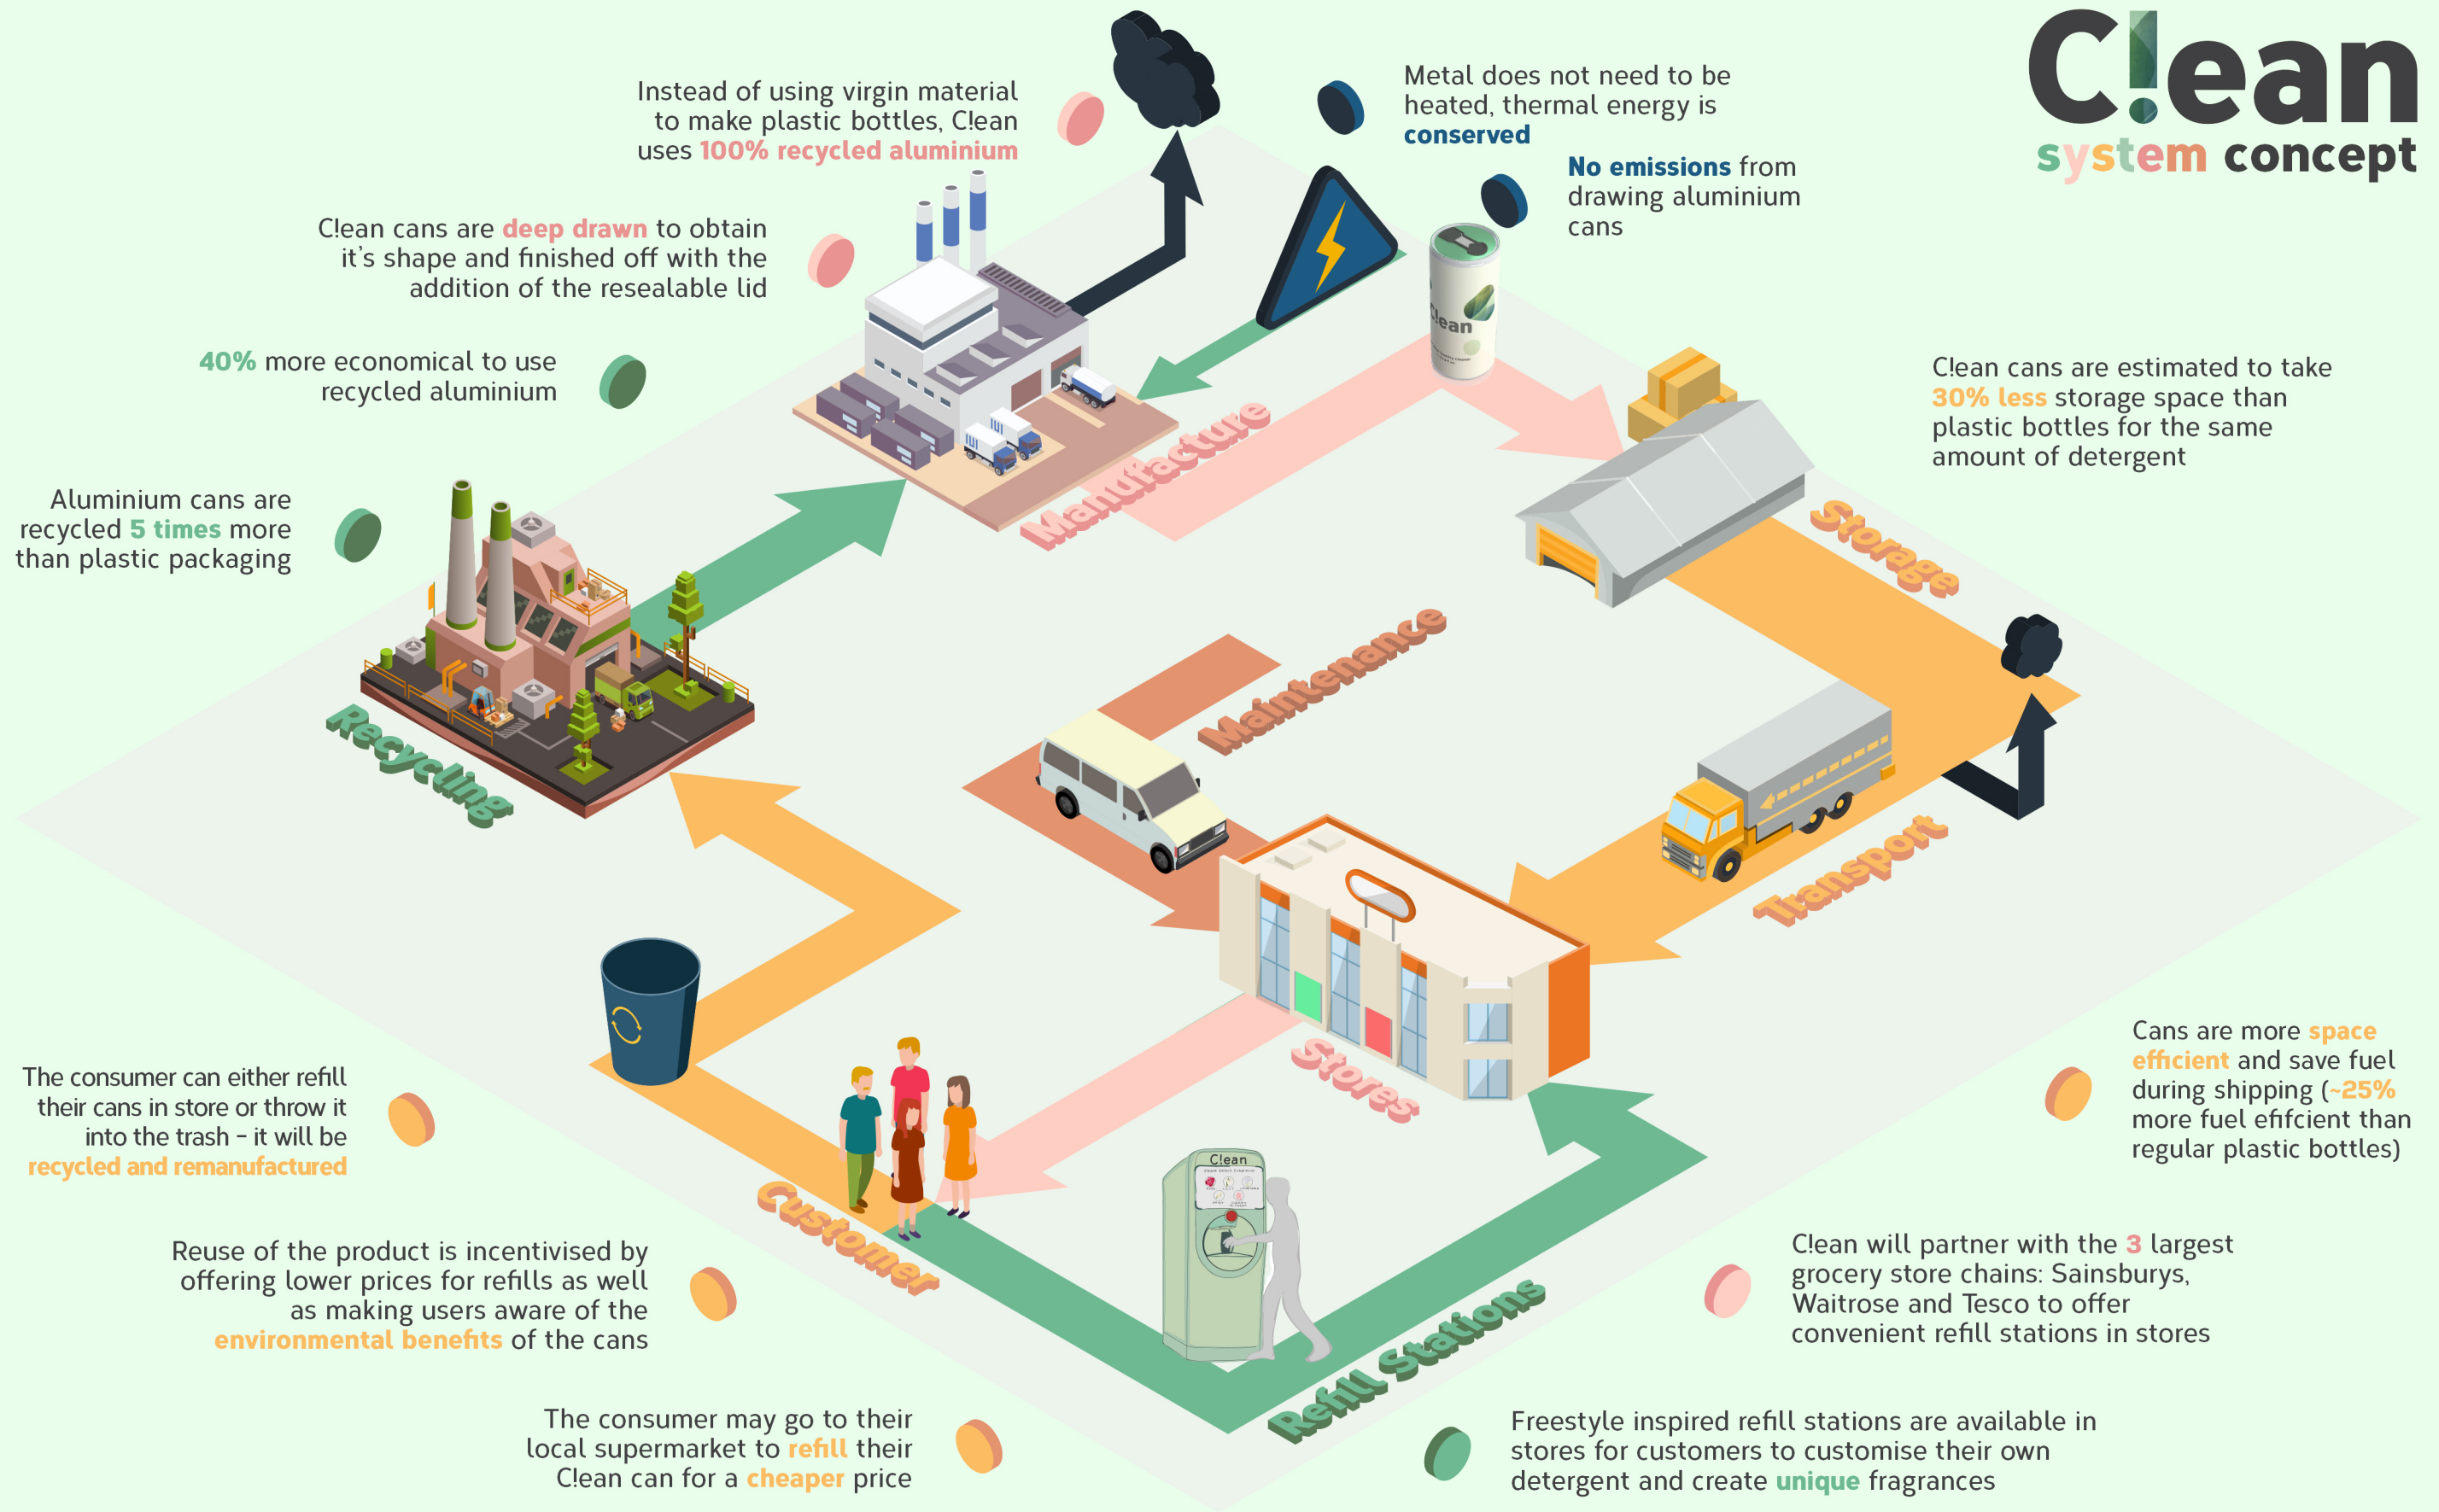 C!ean
system concept
Instead of using virgin material
to make plastic bottles, C!ean
uses 100% recycled aluminium
Metal does not need to be
heated, thermal energy is
conserved
No emissions from
drawing aluminium
cans
C!ean cans are deep drawn to obtain
it's shape and finished off with the
addition of the resealable lid
40% more economical to use
recycled aluminium
Aluminium cans are
recycled 5 times more
than plastic packaging
C!ean
Manufacture
C!ean cans are estimated to take
30% less storage space than
plastic bottles for the same
amount of detergent
Storage
Maintenance
Recycling
Transport
Stores
Cans are more space
efficient and save fuel
during shipping (~25%
more fuel efifcient than
regular plastic bottles)
The consumer can either refill
their cans in store or throw it
into the trash - it will be
recycled and remanufactured
Customer
C!ean
Reuse of the product is incentivised by
offering lower prices for refills as well
as making users aware of the
environmental benefits of the cans
C!ean will partner with the 3 largest
grocery store chains: Sainsburys,
Waitrose and Tesco to offer
convenient refill stations in stores
Refill Stations
The consumer may go to their
local supermarket to refill their
C!ean can for a cheaper price
Freestyle inspired refill stations are available in
stores for customers to customise their own
detergent and create unique fragrances